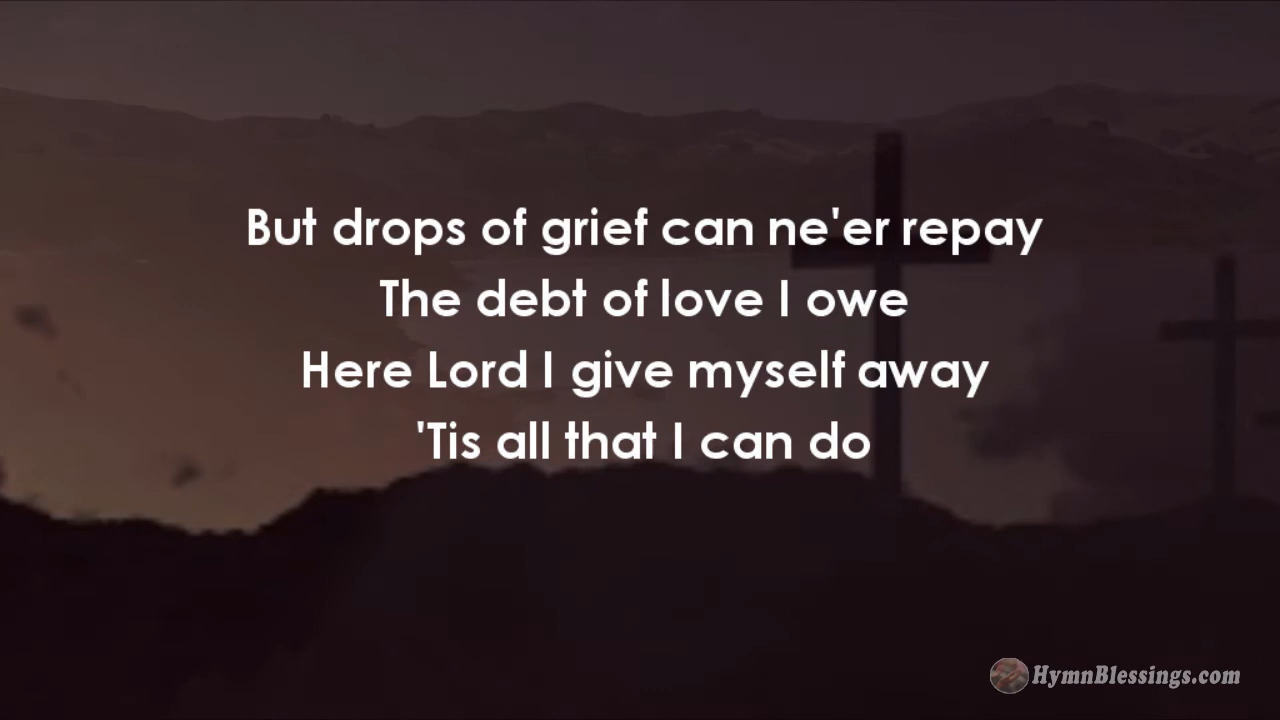 But drops of grief can ne'er repay
The debt of love I owe
Here Lord I give myself away
'Tis all that I can do
HymnBlessings.com